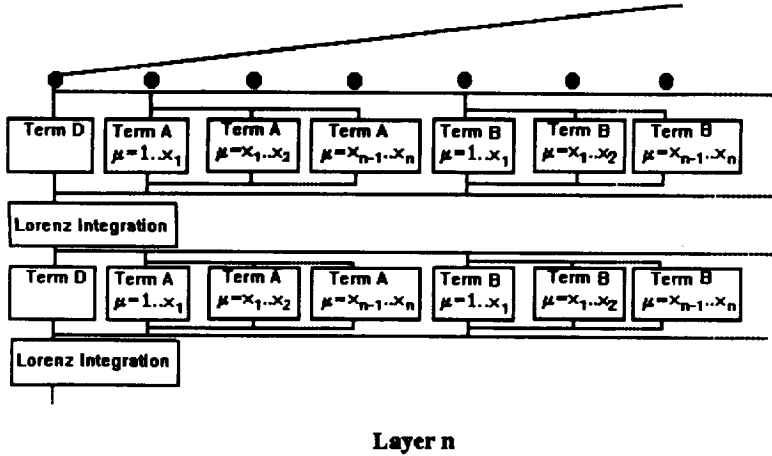 Term D
Term A
μ=1..x₁
Term A
μ=x₁..x₂
Term A
μ=xₙ₋₁..xₙ
Term B
μ=1..x₁
Term B
μ=x₁..x₂
Term B
μ=xₙ₋₁..xₙ
Lorenz Integration
Term D
Term A
μ=1..x₁
Term A
μ=x₁..x₂
Term A
μ=xₙ₋₁..xₙ
Term B
μ=1..x₁
Term B
μ=x₁..x₂
Term B
μ=xₙ₋₁..xₙ
Lorenz Integration
Layer n